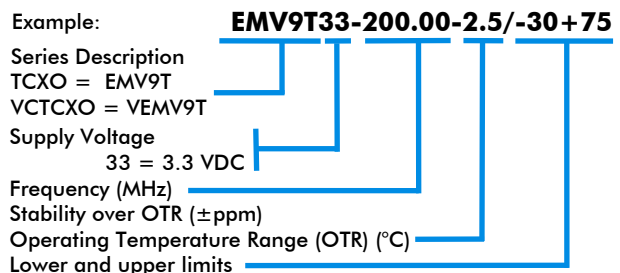 Example: EMV9T33-200.00-2.5/-30+75
Series Description
TCXO = EMV9T
VCTCXO = VEMV9T
Supply Voltage
33 = 3.3 VDC
Frequency (MHz)
Stability over OTR (±ppm)
Operating Temperature Range (OTR) (°C)
Lower and upper limits